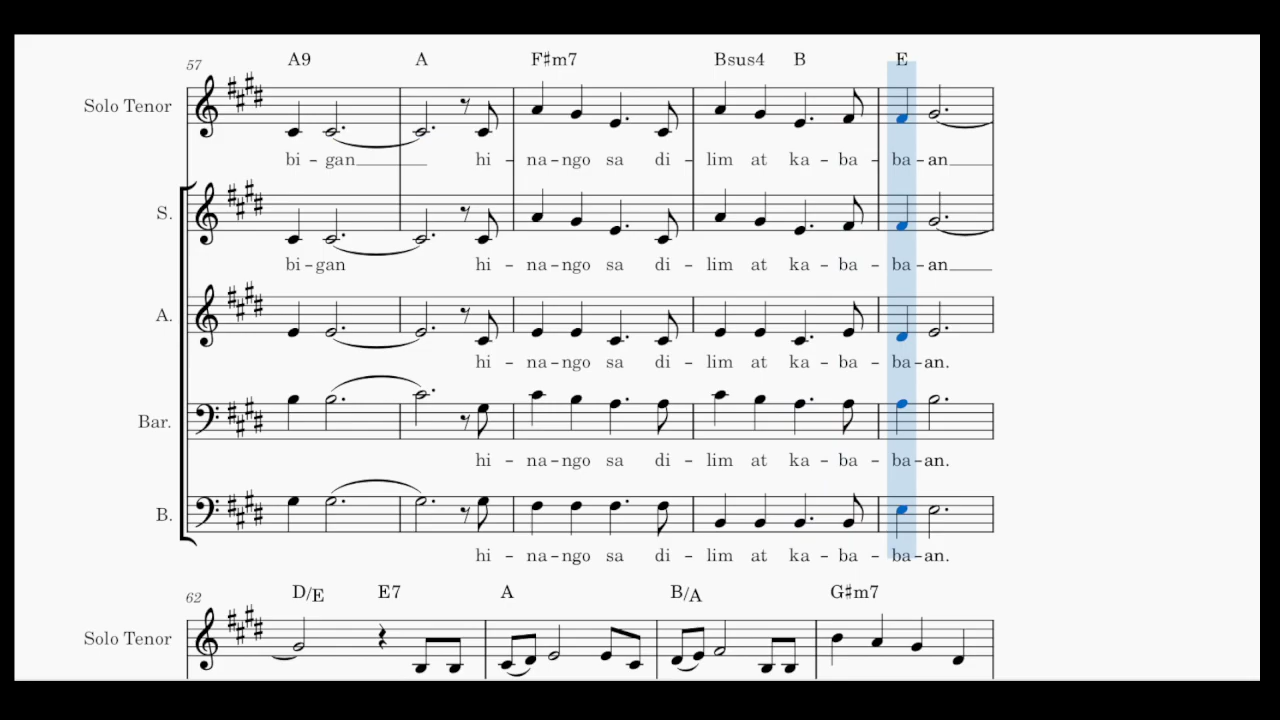 57 A9 A F♯m7 Bsus4 B E
Solo Tenor
bi - gan hi - na - ngo sa di - lim at ka - ba - ba - an
S.
bi - gan hi - na - ngo sa di - lim at ka - ba - ba - an
A.
hi - na - ngo sa di - lim at ka - ba - ba - an.
Bar.
hi - na - ngo sa di - lim at ka - ba - ba - an.
B.
hi - na - ngo sa di - lim at ka - ba - ba - an.
62 D/E E7 A B/A G♯m7
Solo Tenor